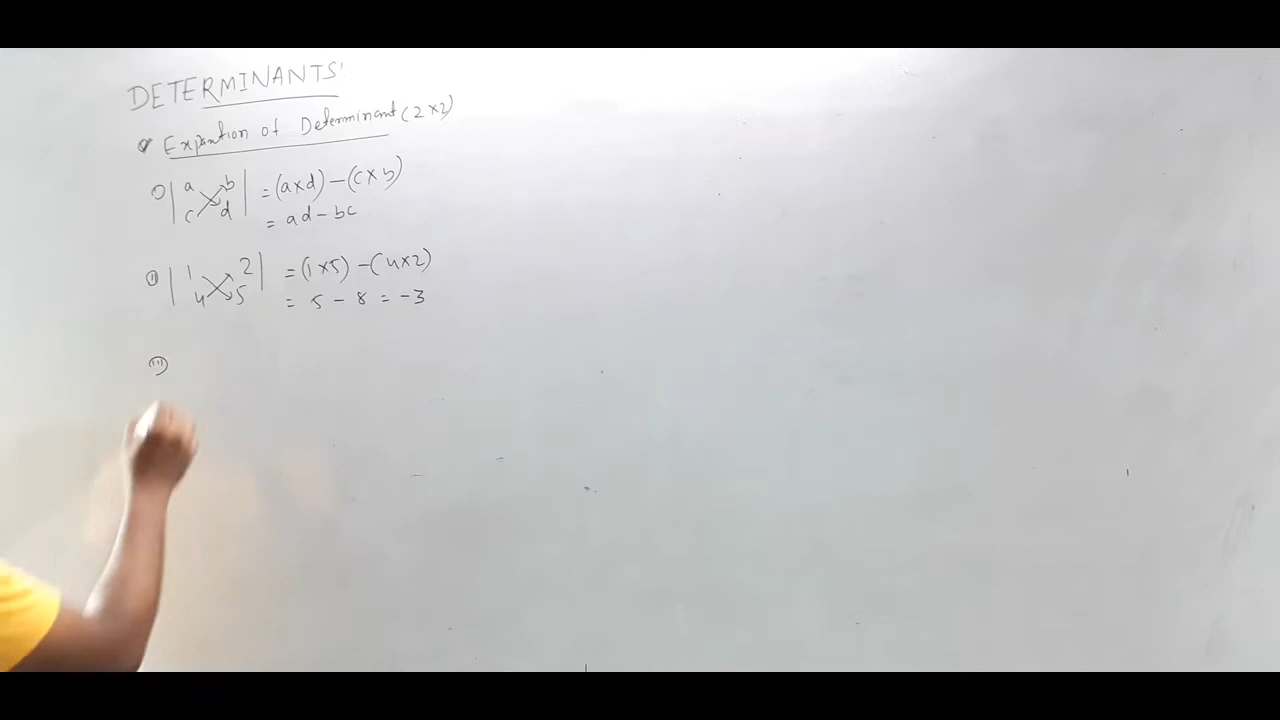 DETERMINANTS'
Expantion of Determinant (2×2)
(i) | a b | = (a×d) - (c×b)
| c d | = ad - bc
(ii) | 1 2 | = (1×5) - (4×2)
| 4 5 | = 5 - 8 = -3
(iii)